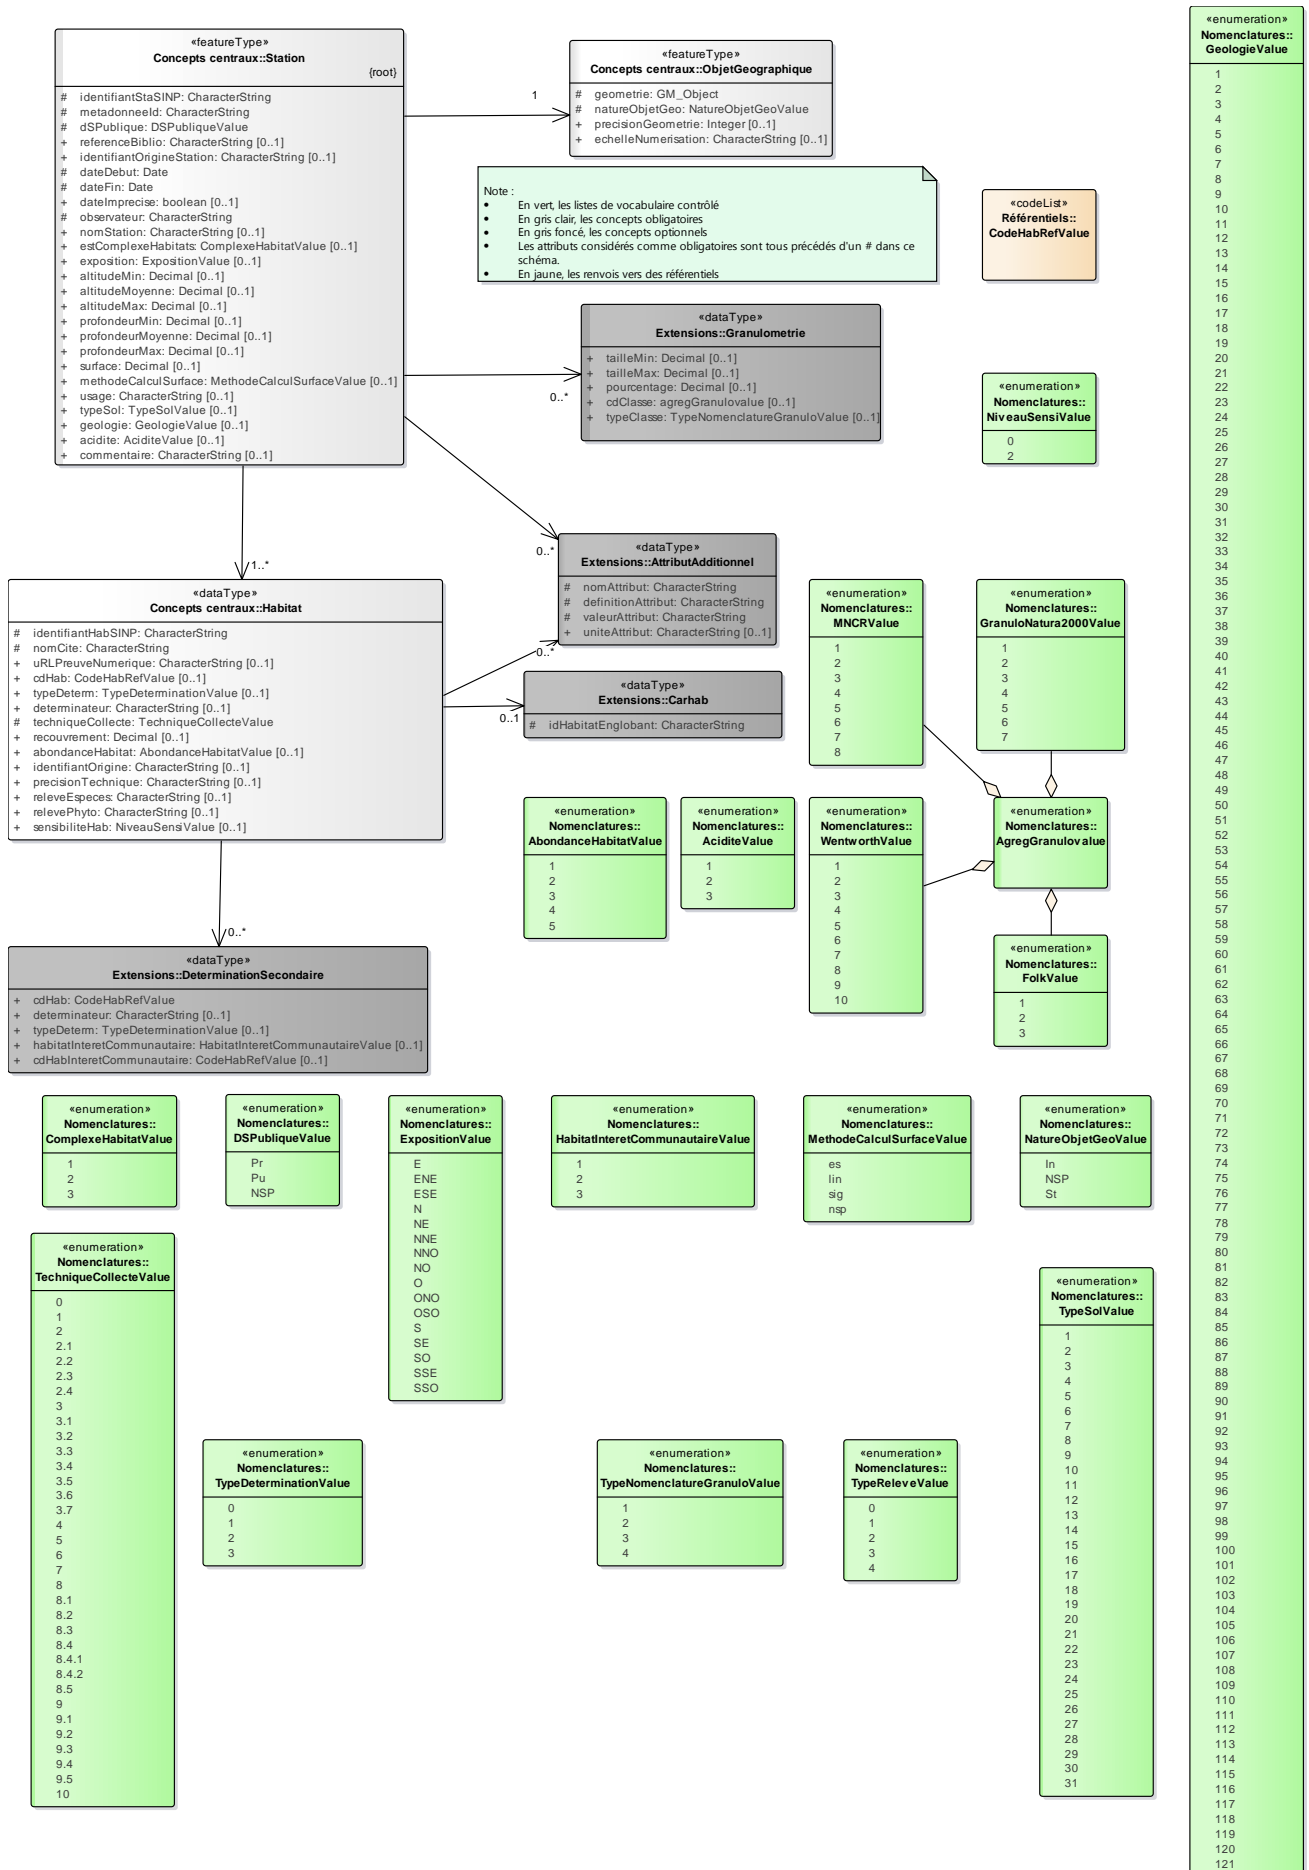 «featureType»
Concepts centraux::Station
{root}
# identifiantStaSINP: CharacterString
# metadonneeId: CharacterString
# dSPublique: DSPubliqueValue
+ referenceBiblio: CharacterString [0..1]
+ identifiantOrigineStation: CharacterString [0..1]
# dateDebut: Date
# dateFin: Date
+ dateImprecise: boolean [0..1]
# observateur: CharacterString
+ nomStation: CharacterString [0..1]
+ estComplexeHabitats: ComplexeHabitatValue [0..1]
+ exposition: ExpositionValue [0..1]
+ altitudeMin: Decimal [0..1]
+ altitudeMoyenne: Decimal [0..1]
+ altitudeMax: Decimal [0..1]
+ profondeurMin: Decimal [0..1]
+ profondeurMoyenne: Decimal [0..1]
+ profondeurMax: Decimal [0..1]
+ surface: Decimal [0..1]
+ methodeCalculSurface: MethodeCalculSurfaceValue [0..1]
+ usage: CharacterString [0..1]
+ typeSol: TypeSolValue [0..1]
+ geologie: GeologieValue [0..1]
+ acidite: AciditeValue [0..1]
+ commentaire: CharacterString [0..1]
1
«featureType»
Concepts centraux::ObjetGeographique
# geometrie: GM_Object
# natureObjetGeo: NatureObjetGeoValue
+ precisionGeometrie: Integer [0..1]
+ echelleNumerisation: CharacterString [0..1]
Note :
• En vert, les listes de vocabulaire contrôlé
• En gris clair, les concepts obligatoires
• En gris foncé, les concepts optionnels
• Les attributs considérés comme obligatoires sont tous précédés d'un # dans ce
schéma.
• En jaune, les renvois vers des référentiels
«codeList»
Référentiels::
CodeHabRefValue
0..*
«dataType»
Extensions::Granulometrie
+ tailleMin: Decimal [0..1]
+ tailleMax: Decimal [0..1]
+ pourcentage: Decimal [0..1]
+ cdClasse: agregGranulovalue [0..1]
+ typeClasse: TypeNomenclatureGranuloValue [0..1]
«enumeration»
Nomenclatures::
NiveauSensiValue
0
2
1..*
0..*
«dataType»
Extensions::AttributAdditionnel
# nomAttribut: CharacterString
# definitionAttribut: CharacterString
# valeurAttribut: CharacterString
+ uniteAttribut: CharacterString [0..1]
«dataType»
Concepts centraux::Habitat
# identifiantHabSINP: CharacterString
# nomCite: CharacterString
+ uRLPreuveNumerique: CharacterString [0..1]
+ cdHab: CodeHabRefValue [0..1]
+ typeDeterm: TypeDeterminationValue [0..1]
+ determinateur: CharacterString [0..1]
# techniqueCollecte: TechniqueCollecteValue
+ recouvrement: Decimal [0..1]
+ abondanceHabitat: AbondanceHabitatValue [0..1]
+ identifiantOrigine: CharacterString [0..1]
+ precisionTechnique: CharacterString [0..1]
+ releveEspeces: CharacterString [0..1]
+ relevePhyto: CharacterString [0..1]
+ sensibiliteHab: NiveauSensiValue [0..1]
0..*
0..1
«dataType»
Extensions::Carhab
# idHabitatEnglobant: CharacterString
«enumeration»
Nomenclatures::
MNCRValue
1
2
3
4
5
6
7
8
«enumeration»
Nomenclatures::
GranuloNatura2000Value
1
2
3
4
5
6
7
«enumeration»
Nomenclatures::
AbondanceHabitatValue
1
2
3
4
5
«enumeration»
Nomenclatures::
AciditeValue
1
2
3
«enumeration»
Nomenclatures::
WentworthValue
1
2
3
4
5
6
7
8
9
10
«enumeration»
Nomenclatures::
AgregGranulovalue
«enumeration»
Nomenclatures::
FolkValue
1
2
3
0..*
«dataType»
Extensions::DeterminationSecondaire
+ cdHab: CodeHabRefValue
+ determinateur: CharacterString [0..1]
+ typeDeterm: TypeDeterminationValue [0..1]
+ habitatInteretCommunautaire: HabitatInteretCommunautaireValue [0..1]
+ cdHabInteretCommunautaire: CodeHabRefValue [0..1]
«enumeration»
Nomenclatures::
ComplexeHabitatValue
1
2
3
«enumeration»
Nomenclatures::
DSPubliqueValue
Pr
Pu
NSP
«enumeration»
Nomenclatures::
ExpositionValue
E
ENE
ESE
N
NE
NNE
NNO
NO
O
ONO
OSO
S
SE
SO
SSE
SSO
«enumeration»
Nomenclatures::
HabitatInteretCommunautaireValue
1
2
3
«enumeration»
Nomenclatures::
MethodeCalculSurfaceValue
es
lin
sig
nsp
«enumeration»
Nomenclatures::
NatureObjetGeoValue
In
NSP
St
«enumeration»
Nomenclatures::
TechniqueCollecteValue
0
1
2
2.1
2.2
2.3
2.4
3
3.1
3.2
3.3
3.4
3.5
3.6
3.7
4
5
6
7
8
8.1
8.2
8.3
8.4
8.4.1
8.4.2
8.5
9
9.1
9.2
9.3
9.4
9.5
10
«enumeration»
Nomenclatures::
TypeDeterminationValue
0
1
2
3
«enumeration»
Nomenclatures::
TypeNomenclatureGranuloValue
1
2
3
4
«enumeration»
Nomenclatures::
TypeReleveValue
0
1
2
3
4
«enumeration»
Nomenclatures::
TypeSolValue
1
2
3
4
5
6
7
8
9
10
11
12
13
14
15
16
17
18
19
20
21
22
23
24
25
26
27
28
29
30
31
«enumeration»
Nomenclatures::
GeologieValue
1
2
3
4
5
6
7
8
9
10
11
12
13
14
15
16
17
18
19
20
21
22
23
24
25
26
27
28
29
30
31
32
33
34
35
36
37
38
39
40
41
42
43
44
45
46
47
48
49
50
51
52
53
54
55
56
57
58
59
60
61
62
63
64
65
66
67
68
69
70
71
72
73
74
75
76
77
78
79
80
81
82
83
84
85
86
87
88
89
90
91
92
93
94
95
96
97
98
99
100
101
102
103
104
105
106
107
108
109
110
111
112
113
114
115
116
117
118
119
120
121